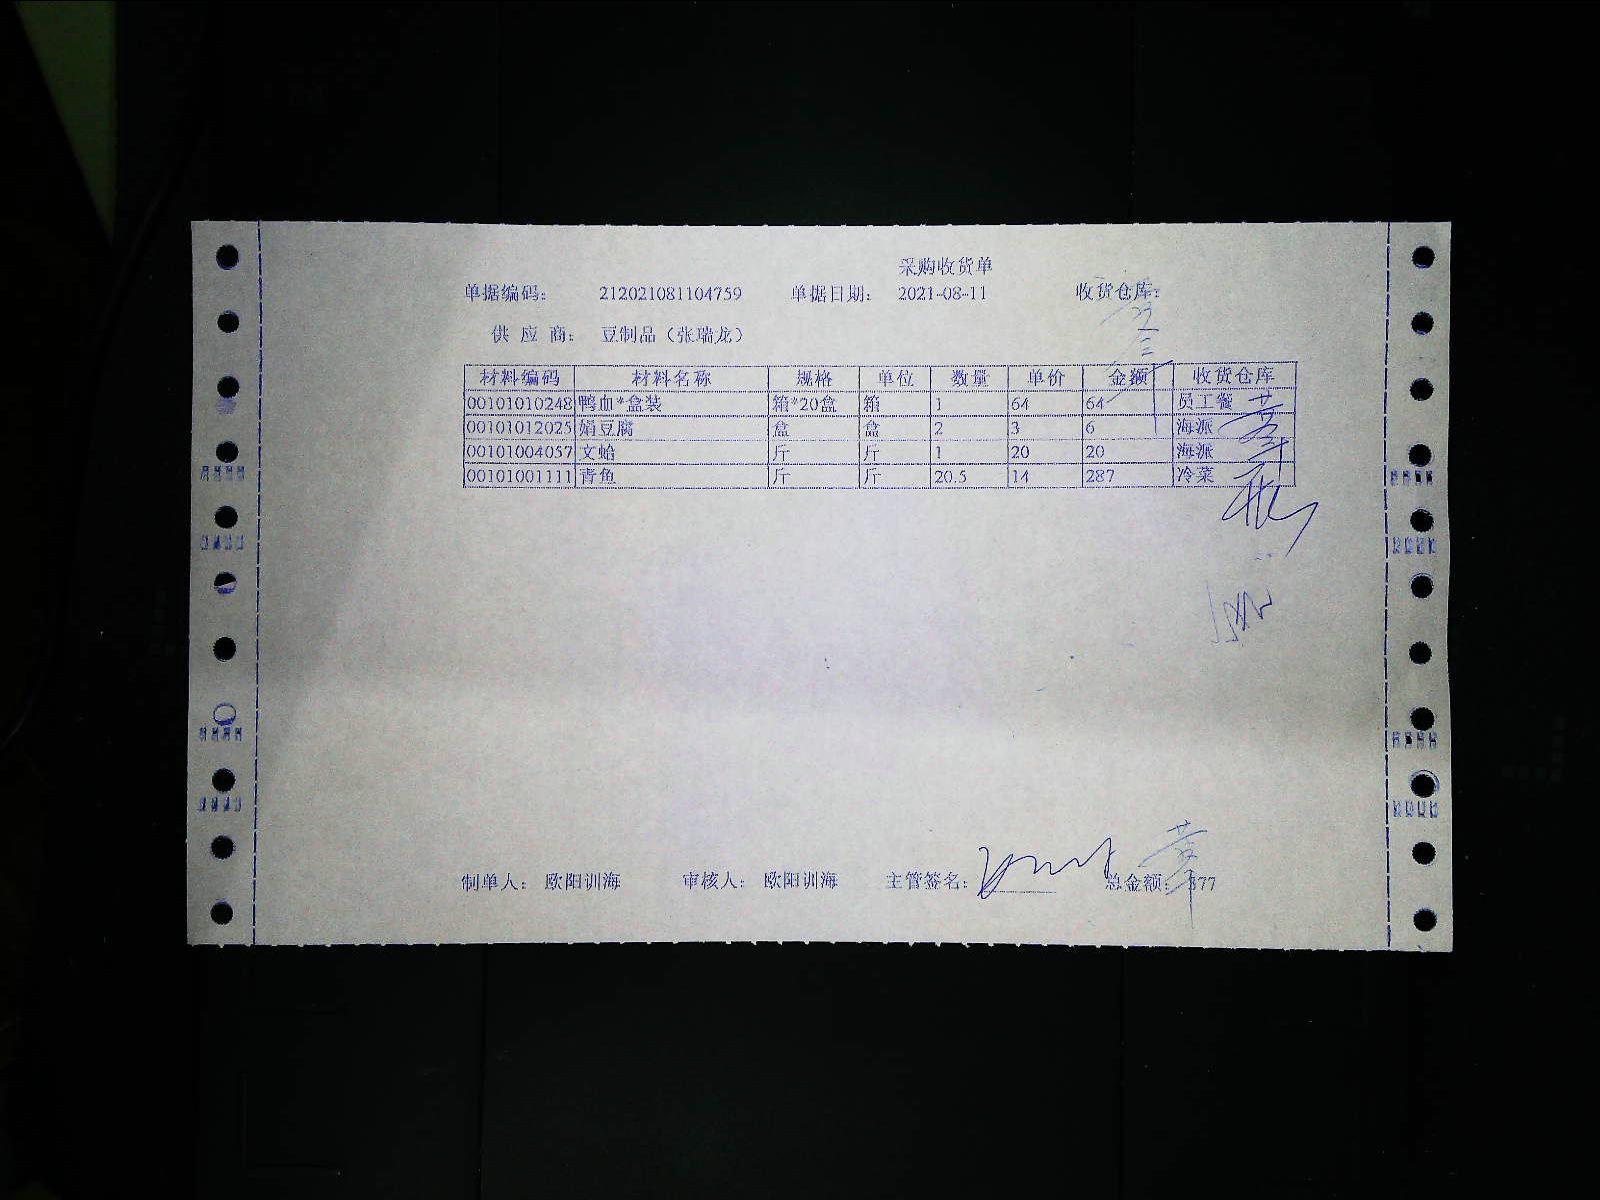 采购收货单
单据编码： 212021081104759 单据日期： 2021-08-11 收货仓库：
供 应 商： 豆制品（张瑞龙）
材料编码 材料名称 规格 单位 数量 单价 金额 收货仓库
00101010248 鸭血*盒装 箱*20盒 箱 1 64 64 员工餐
00101012025 娟豆腐 盒 盒 2 3 6 海派
00101004057 文蛤 斤 斤 1 20 20 海派
00101001111 青鱼 斤 斤 20.5 14 287 冷菜
制单人： 欧阳训海 审核人： 欧阳训海 主管签名： 总金额： 377